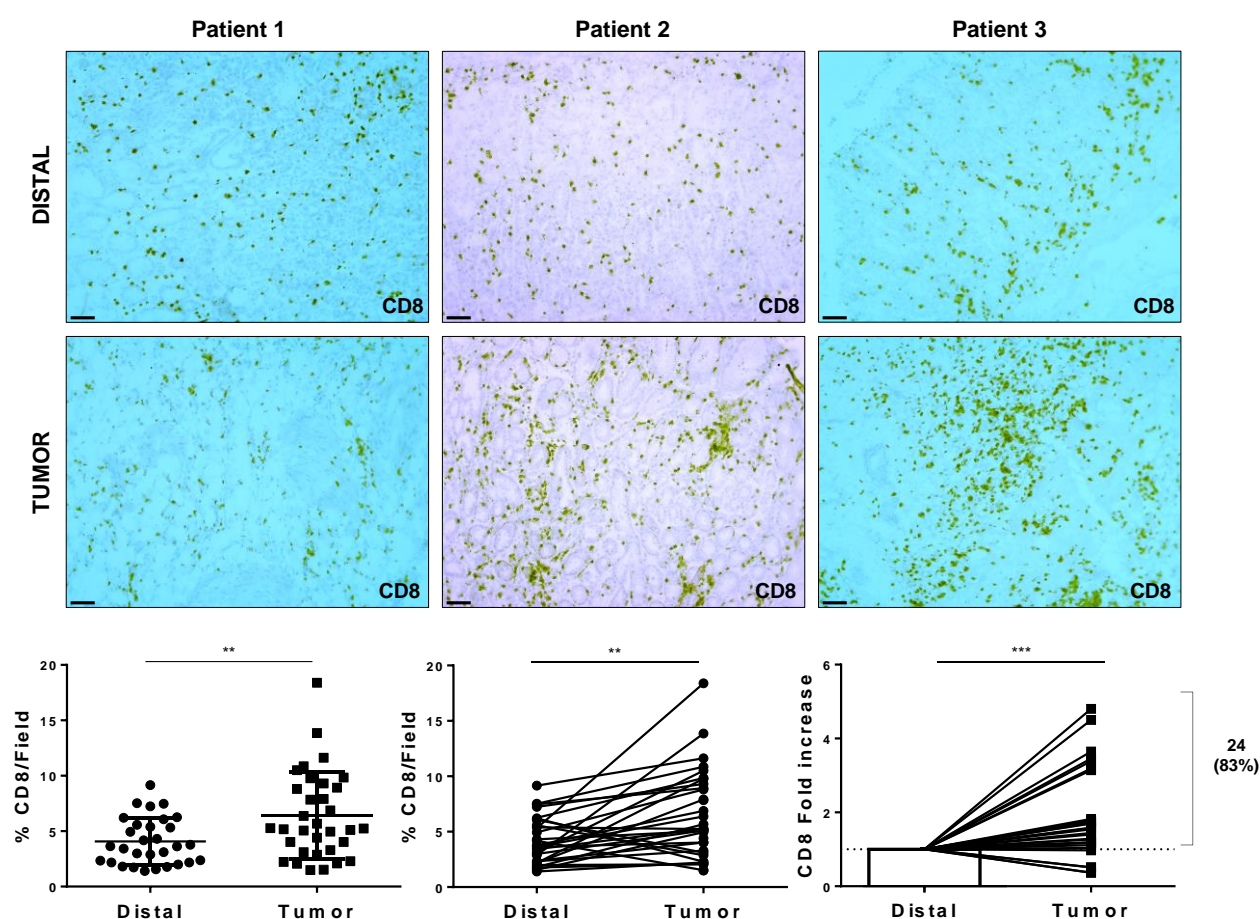 Patient 1
Patient 2
Patient 3
DISTAL
CD8
CD8
CD8
TUMOR
CD8
CD8
CD8
**
% CD8/Field
20
15
10
5
0
Distal
Tumor
**
% CD8/Field
20
15
10
5
0
Distal
Tumor
***
CD8 Fold increase
6
4
2
0
Distal
Tumor
24
(83%)